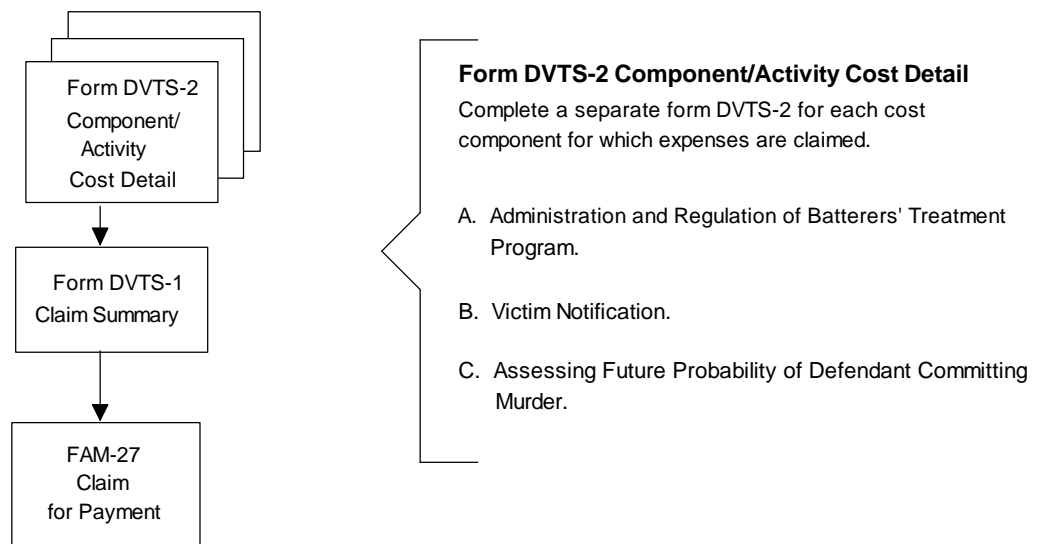 Form DVTS-2
Component/
Activity
Cost Detail
Form DVTS-1
Claim Summary
FAM-27
Claim
for Payment
Form DVTS-2 Component/Activity Cost Detail
Complete a separate form DVTS-2 for each cost
component for which expenses are claimed.
A. Administration and Regulation of Batterers' Treatment
Program.
B. Victim Notification.
C. Assessing Future Probability of Defendant Committing
Murder.